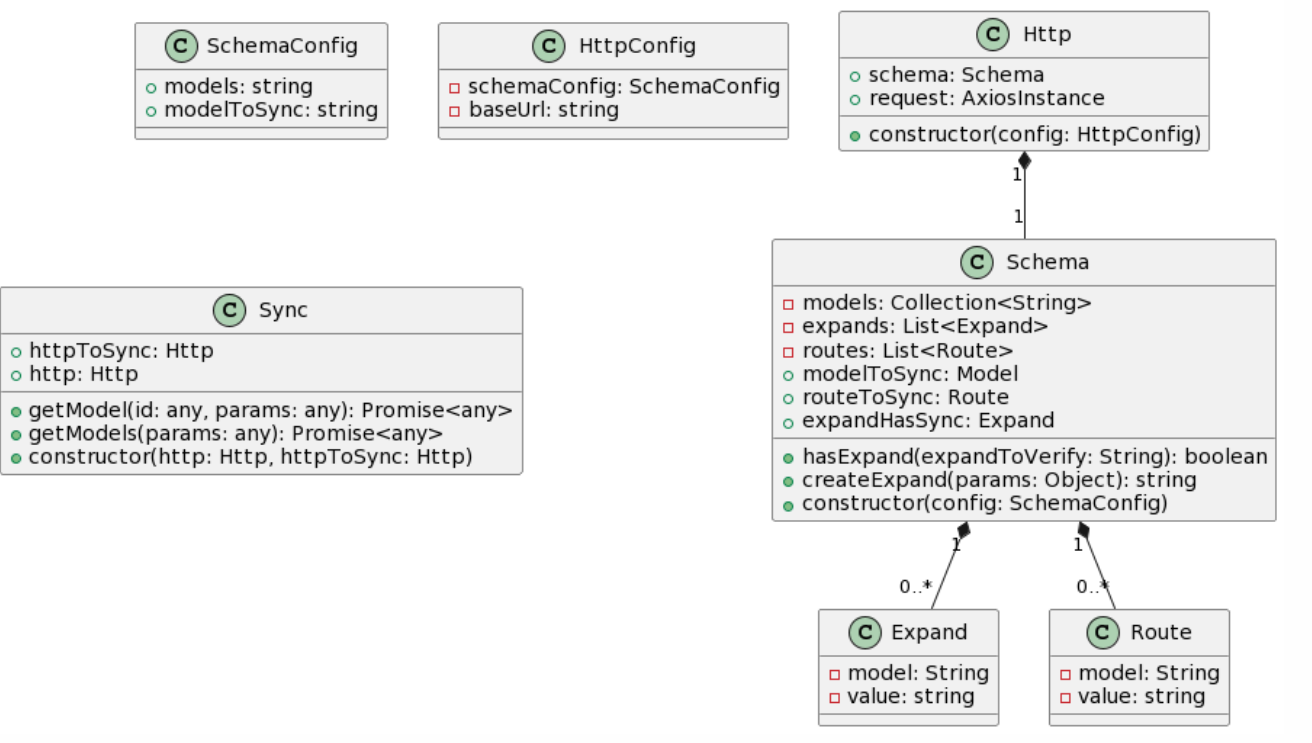 C SchemaConfig
models: string
modelToSync: string
C HttpConfig
schemaConfig: SchemaConfig
baseUrl: string
C Http
schema: Schema
request: AxiosInstance
constructor(config: HttpConfig)
1
1
C Schema
models: Collection<String>
expands: List<Expand>
routes: List<Route>
modelToSync: Model
routeToSync: Route
expandHasSync: Expand
hasExpand(expandToVerify: String): boolean
createExpand(params: Object): string
constructor(config: SchemaConfig)
C Sync
httpToSync: Http
http: Http
getModel(id: any, params: any): Promise<any>
getModels(params: any): Promise<any>
constructor(http: Http, httpToSync: Http)
1
0..*
1
0..*
C Expand
model: String
value: string
C Route
model: String
value: string